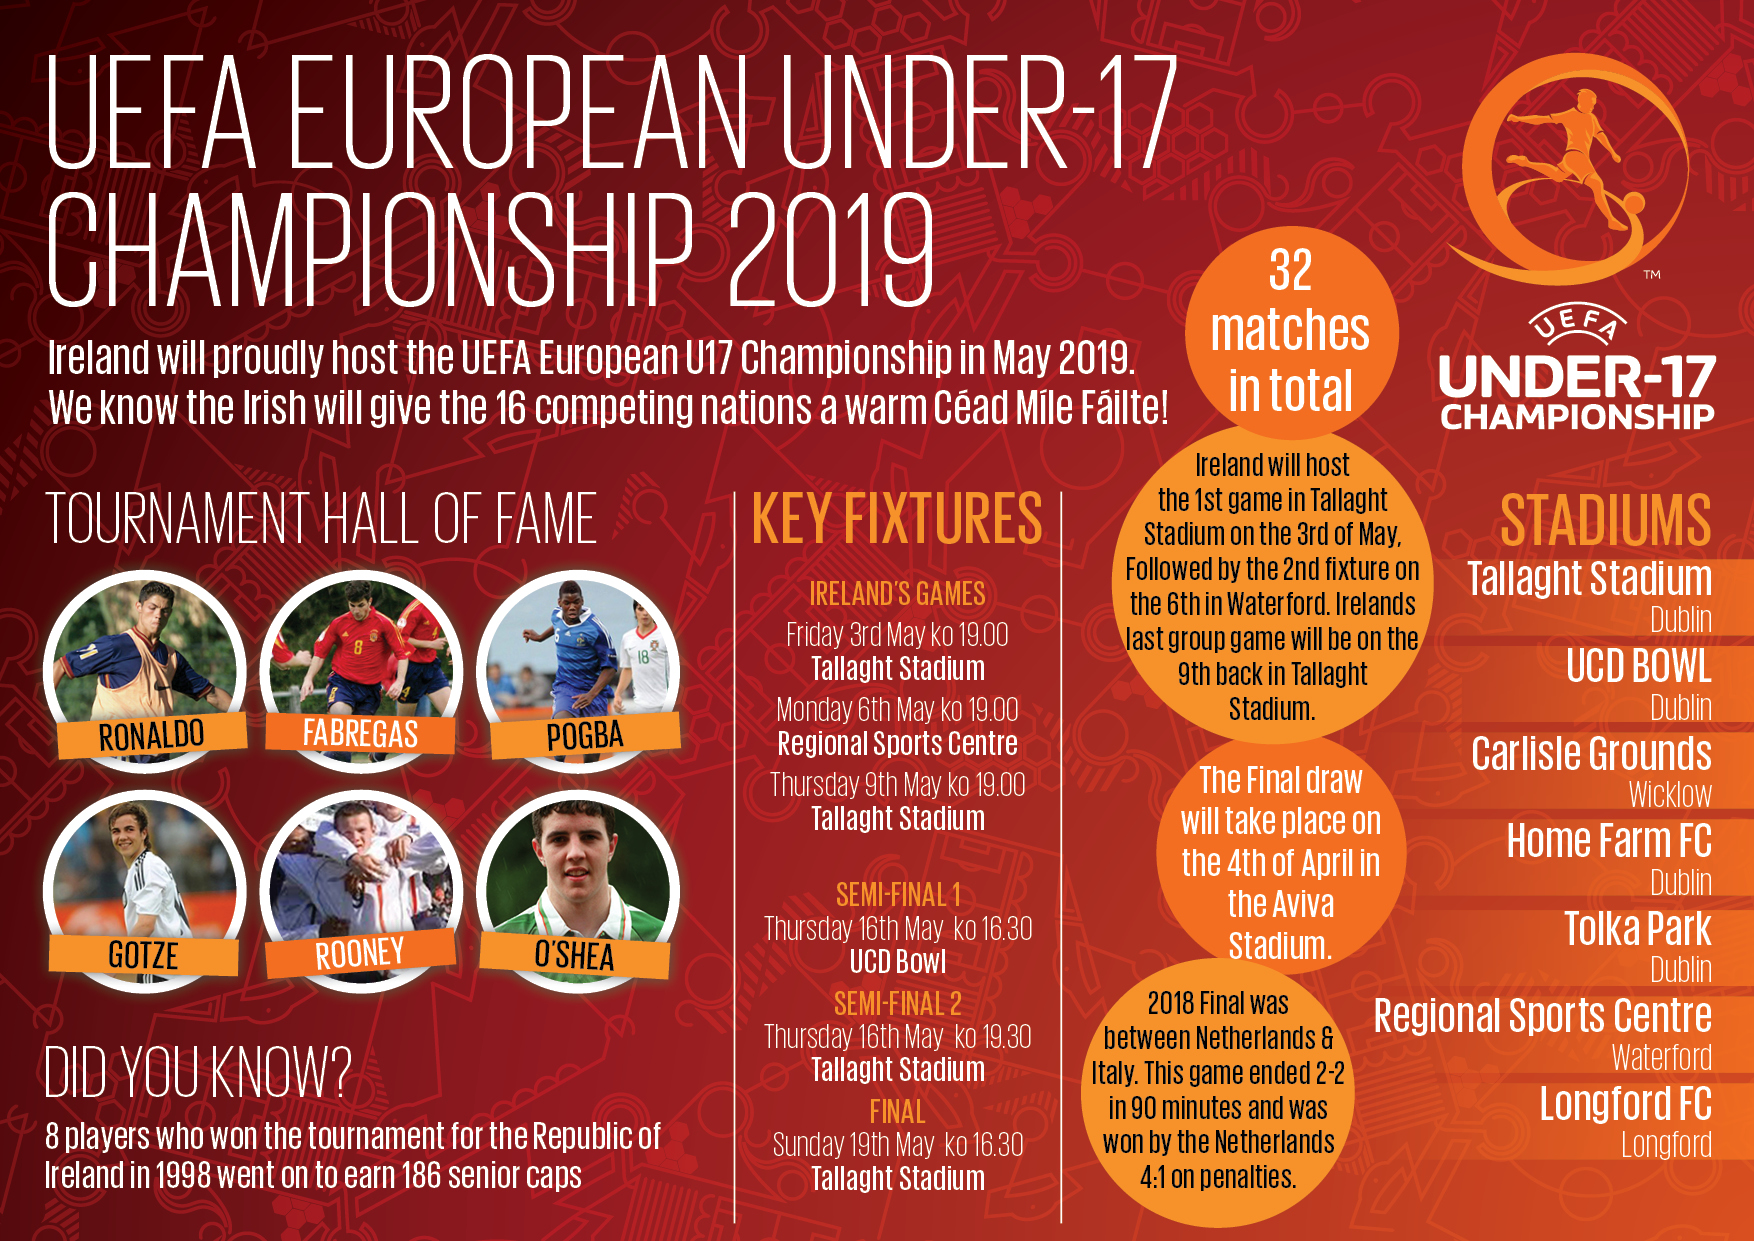 UEFA EUROPEAN UNDER-17
CHAMPIONSHIP 2019
Ireland will proudly host the UEFA European U17 Championship in May 2019.
We know the Irish will give the 16 competing nations a warm Céad Míle Fáilte!
TOURNAMENT HALL OF FAME
RONALDO
FABREGAS
POGBA
GOTZE
ROONEY
O'SHEA
8
18
DID YOU KNOW?
8 players who won the tournament for the Republic of
Ireland in 1998 went on to earn 186 senior caps
KEY FIXTURES
IRELAND'S GAMES
Friday 3rd May ko 19.00
Tallaght Stadium
Monday 6th May ko 19.00
Regional Sports Centre
Thursday 9th May ko 19.00
Tallaght Stadium
SEMI-FINAL 1
Thursday 16th May ko 16.30
UCD Bowl
SEMI-FINAL 2
Thursday 16th May ko 19.30
Tallaght Stadium
FINAL
Sunday 19th May ko 16.30
Tallaght Stadium
32
matches
in total
Ireland will host
the 1st game in Tallaght
Stadium on the 3rd of May,
Followed by the 2nd fixture on
the 6th in Waterford. Irelands
last group game will be on the
9th back in Tallaght
Stadium.
The Final draw
will take place on
the 4th of April in
the Aviva
Stadium.
2018 Final was
between Netherlands &
Italy. This game ended 2-2
in 90 minutes and was
won by the Netherlands
4:1 on penalties.
TM
UEFA
UNDER-17
CHAMPIONSHIP
STADIUMS
Tallaght Stadium
Dublin
UCD BOWL
Dublin
Carlisle Grounds
Wicklow
Home Farm FC
Dublin
Tolka Park
Dublin
Regional Sports Centre
Waterford
Longford FC
Longford